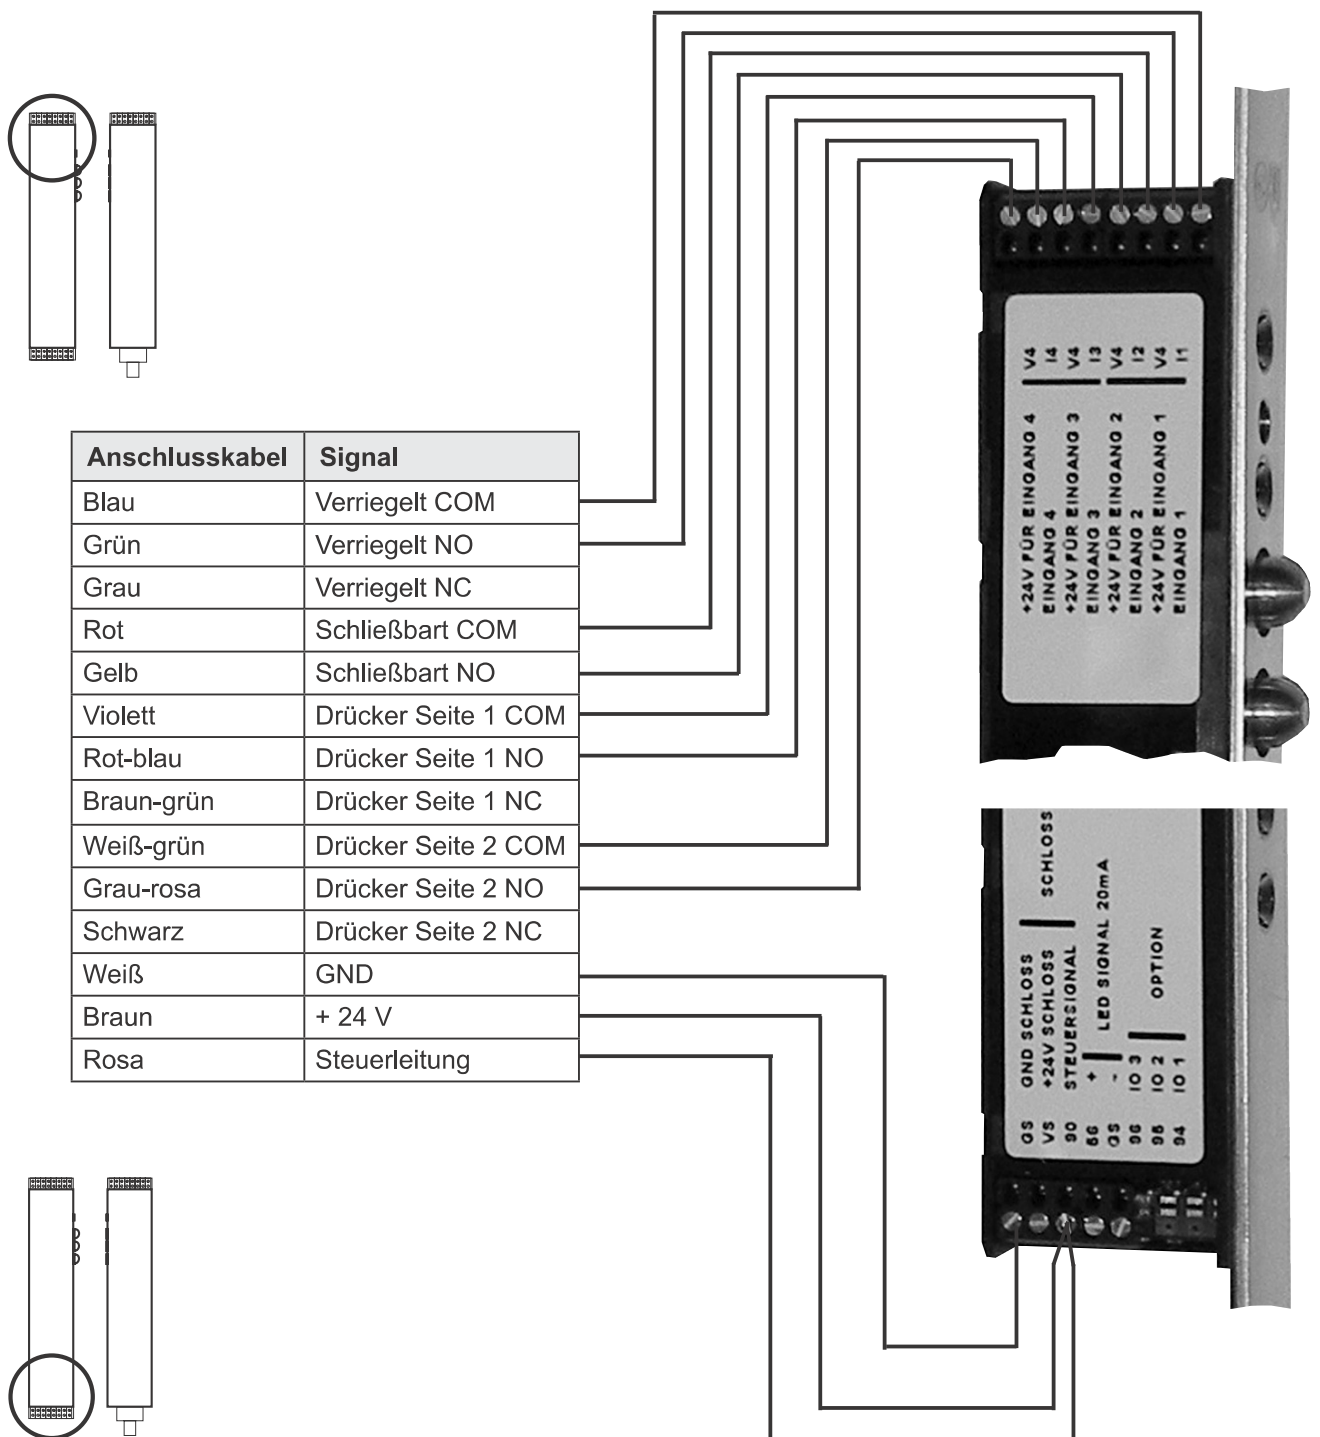 Anschlusskabel Signal
Blau Verriegelt COM
Grün Verriegelt NO
Grau Verriegelt NC
Rot Schließbart COM
Gelb Schließbart NO
Violett Drücker Seite 1 COM
Rot-blau Drücker Seite 1 NO
Braun-grün Drücker Seite 1 NC
Weiß-grün Drücker Seite 2 COM
Grau-rosa Drücker Seite 2 NO
Schwarz Drücker Seite 2 NC
Weiß GND
Braun + 24 V
Rosa Steuerleitung
+24V FÜR EINGANG 4 V4
EINGANG 4 I4
+24V FÜR EINGANG 3 V4
EINGANG 3 I3
+24V FÜR EINGANG 2 V4
EINGANG 2 I2
+24V FÜR EINGANG 1 V4
EINGANG 1 I1
GS GND SCHLOSS
VS +24V SCHLOSS
90 STEUERSIGNAL
SCHLOSS
66 +
GS -
LED SIGNAL 20mA
96 IO 3
95 IO 2
94 IO 1
OPTION